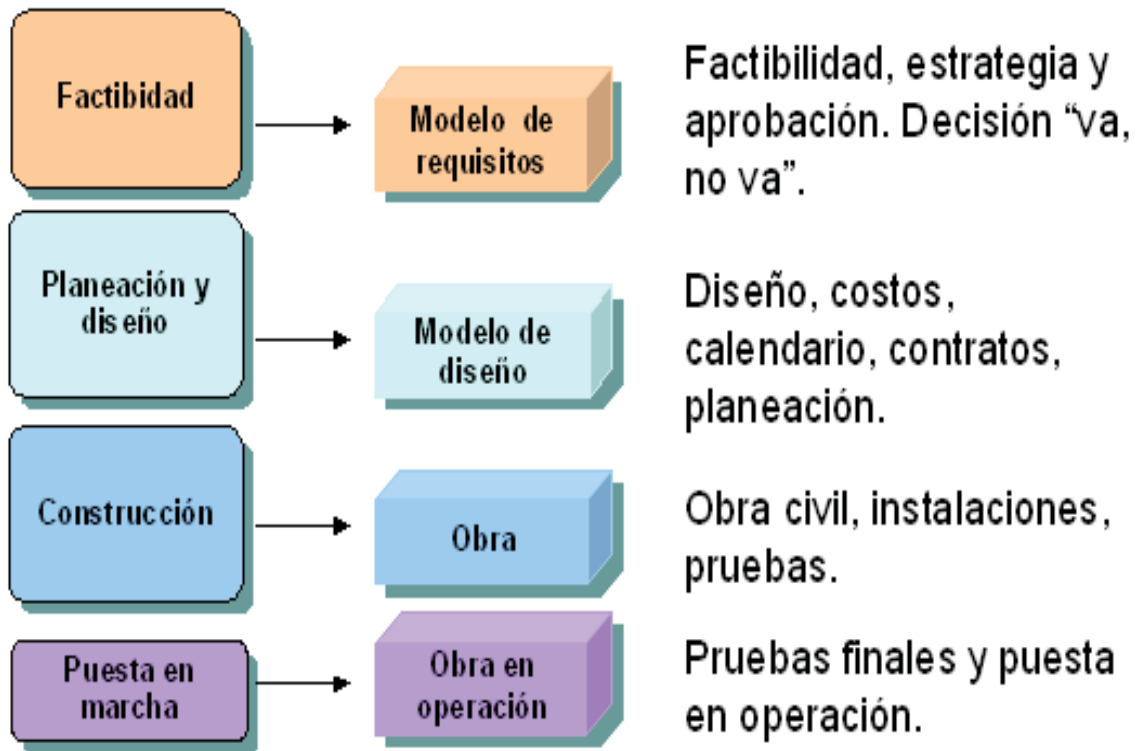 Factibidad
Modelo de
requisitos
Factibilidad, estrategia y
aprobación. Decisión “va,
no va”.
Planeación y
diseño
Modelo de
diseño
Diseño, costos,
calendario, contratos,
planeación.
Construcción
Obra
Obra civil, instalaciones,
pruebas.
Puesta en
marcha
Obra en
operación
Pruebas finales y puesta
en operación.